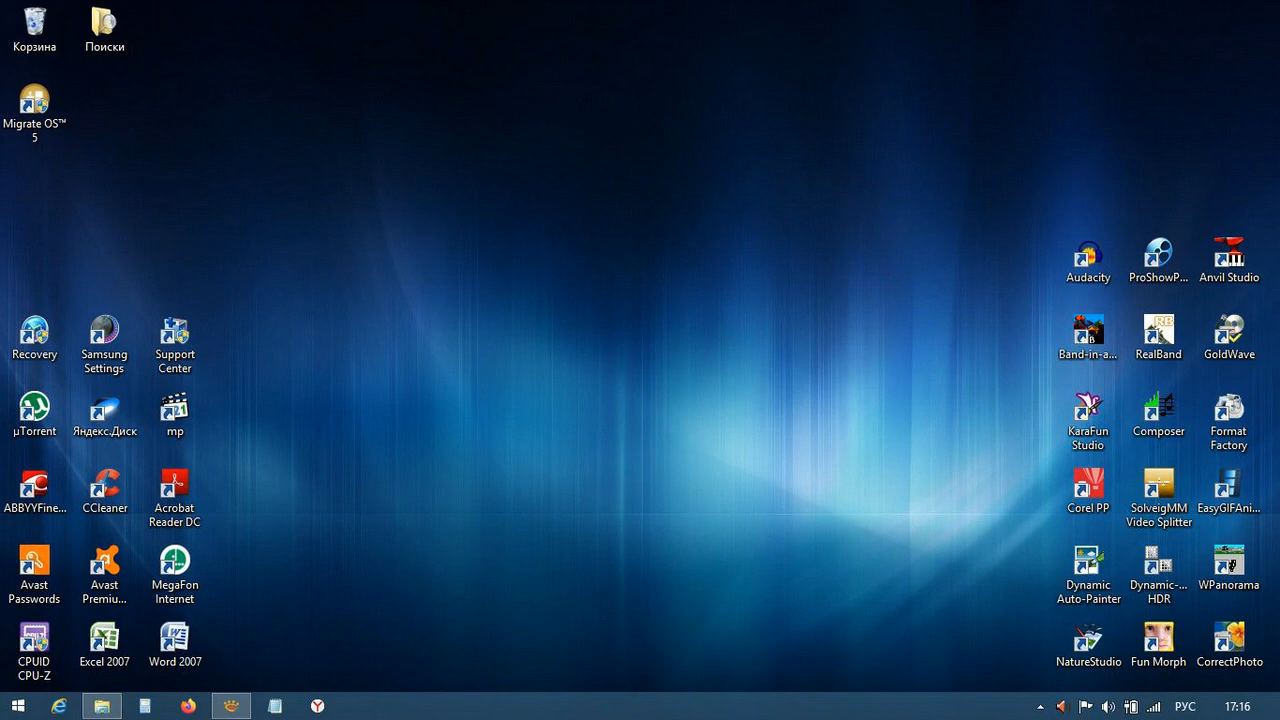 Корзина
Поиски
Migrate OS™
5
Audacity
ProShowP...
Anvil Studio
Recovery
Samsung
Settings
Support
Center
Band-in-a...
RealBand
GoldWave
µTorrent
Яндекс.Диск
mp
KaraFun
Studio
Composer
Format
Factory
ABBYYFine...
CCleaner
Acrobat
Reader DC
Corel PP
SolveigMM
Video Splitter
EasyGIFAni...
Avast
Passwords
Avast
Premiu...
MegaFon
Internet
Dynamic
Auto-Painter
Dynamic-...
HDR
WPanorama
CPUID
CPU-Z
Excel 2007
Word 2007
NatureStudio
Fun Morph
CorrectPhoto
РУС
17:16